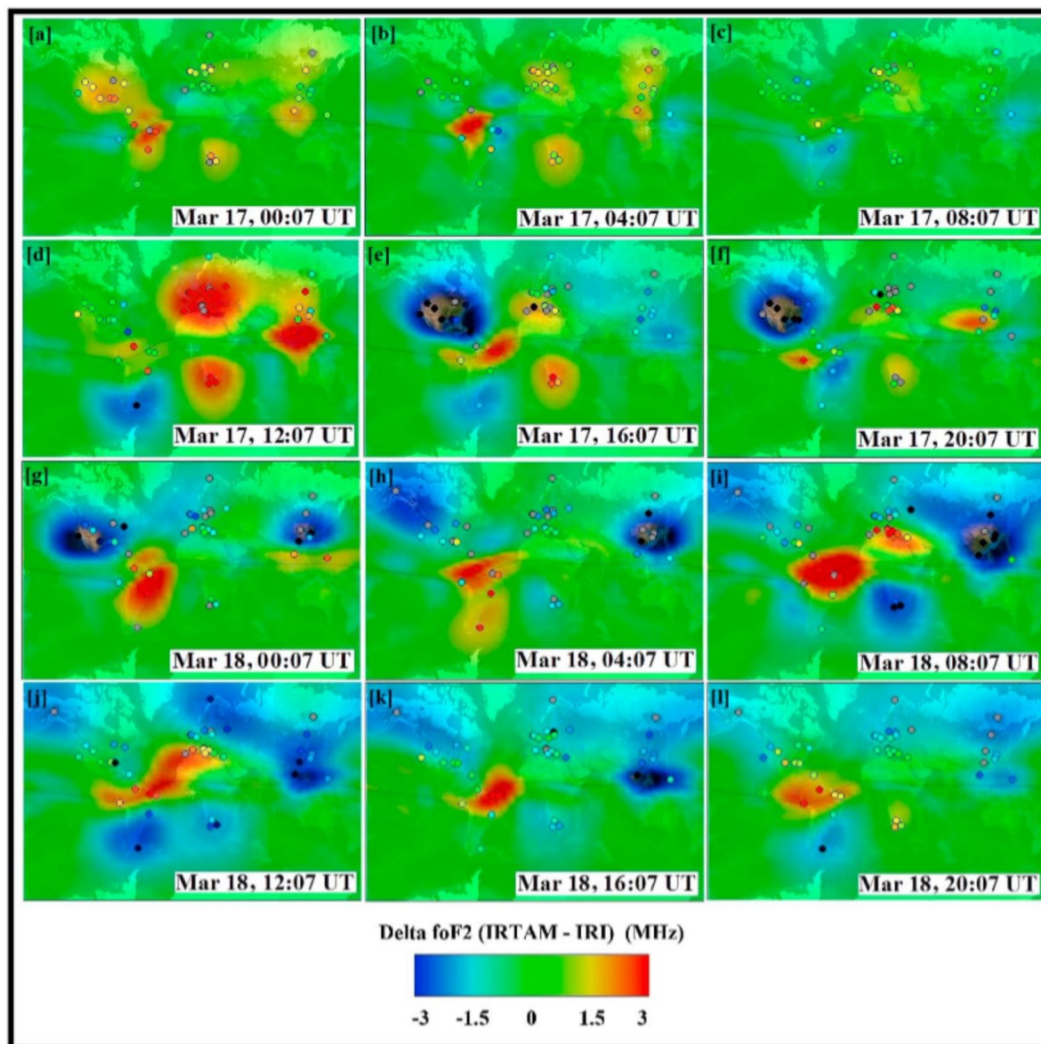 [a] [b] [c]
Mar 17, 00:07 UT Mar 17, 04:07 UT Mar 17, 08:07 UT
[d] [e] [f]
Mar 17, 12:07 UT Mar 17, 16:07 UT Mar 17, 20:07 UT
[g] [h] [i]
Mar 18, 00:07 UT Mar 18, 04:07 UT Mar 18, 08:07 UT
[j] [k] [l]
Mar 18, 12:07 UT Mar 18, 16:07 UT Mar 18, 20:07 UT
Delta foF2 (IRTAM - IRI) (MHz)
-3 -1.5 0 1.5 3